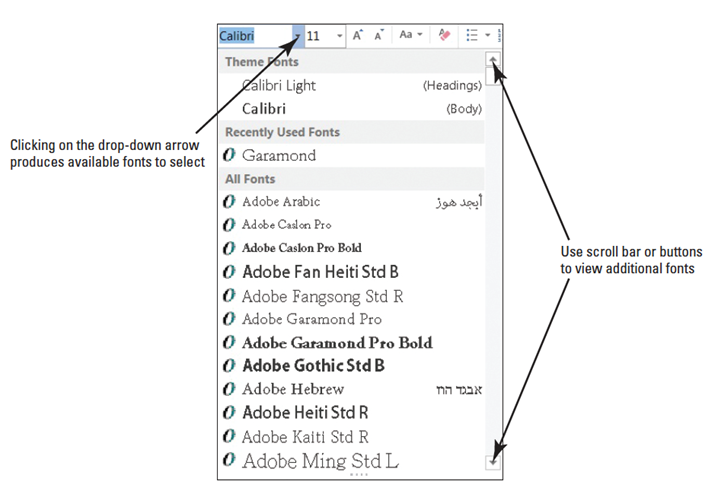 Calibri 11 A A Aa A
Theme Fonts
Calibri Light (Headings)
Calibri (Body)
Recently Used Fonts
O Garamond
All Fonts
O Adobe Arabic أيجد هوز
O Adobe Caslon Pro
O Adobe Caslon Pro Bold
O Adobe Fan Heiti Std B
O Adobe Fangsong Std R
O Adobe Garamond Pro
O Adobe Garamond Pro Bold
O Adobe Gothic Std B
O Adobe Hebrew אבגד הוז
O Adobe Heiti Std R
O Adobe Kaiti Std R
O Adobe Ming Std L
Clicking on the drop-down arrow
produces available fonts to select
Use scroll bar or buttons
to view additional fonts